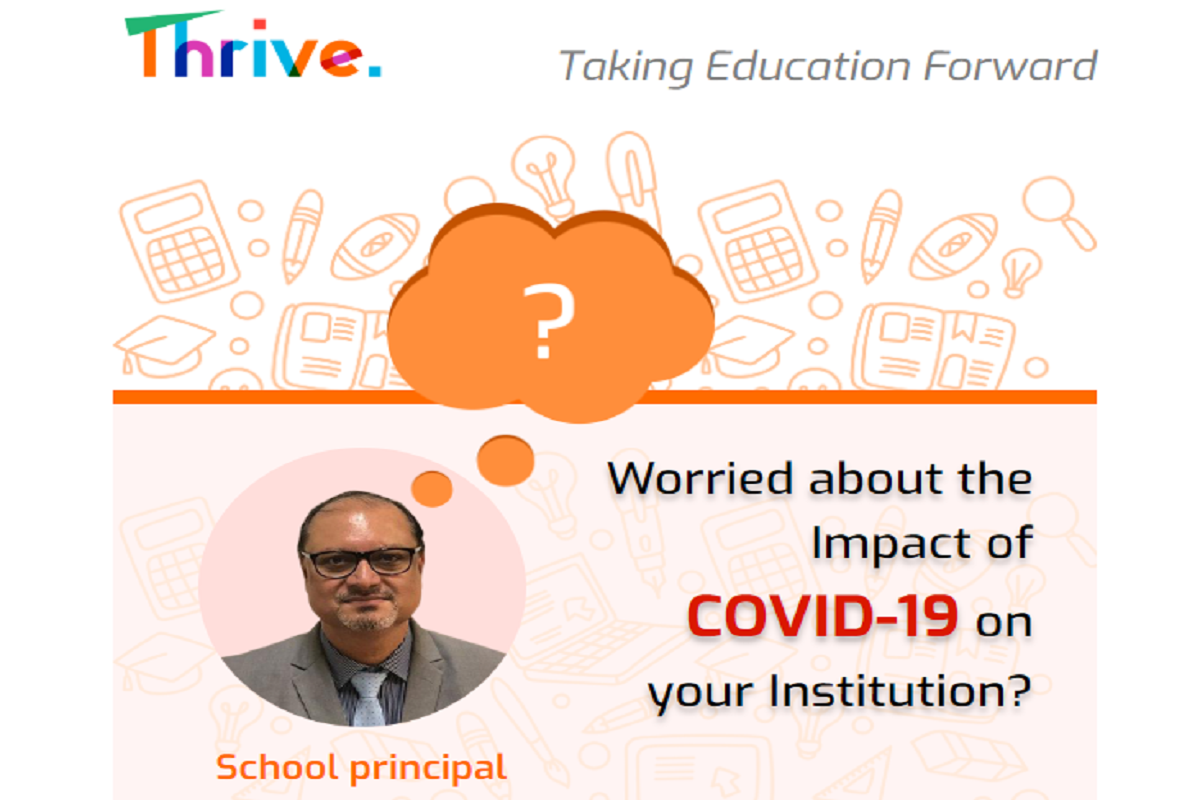 Thrive.
Taking Education Forward
?
Worried about the
Impact of
COVID-19 on
your Institution?
School principal